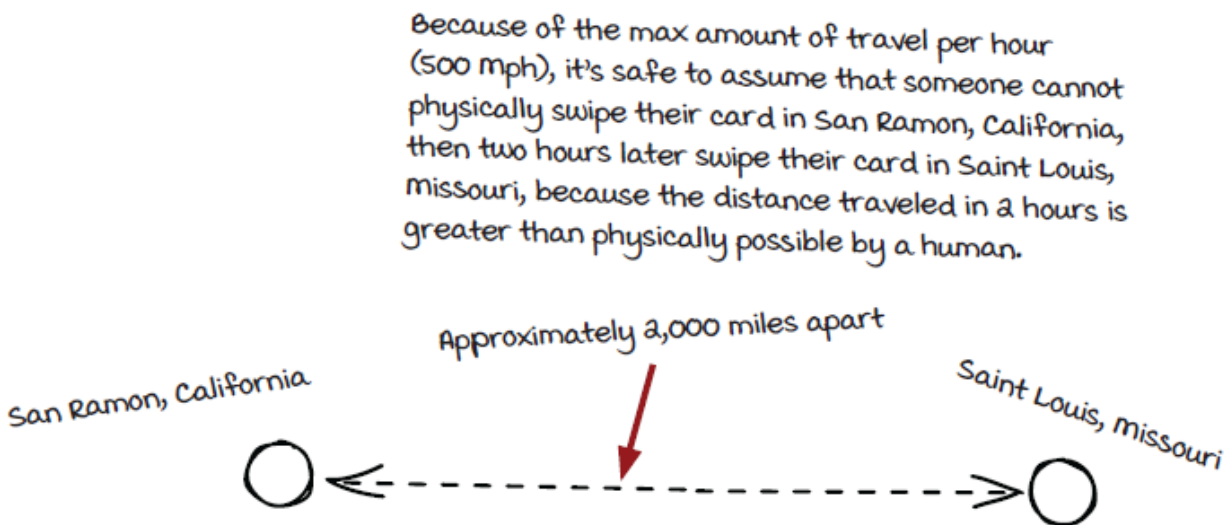 Because of the max amount of travel per hour
(500 mph), it's safe to assume that someone cannot
physically swipe their card in San Ramon, California,
then two hours later swipe their card in Saint Louis,
missouri, because the distance traveled in 2 hours is
greater than physically possible by a human.
Approximately 2,000 miles apart
San Ramon, California
Saint Louis, missouri